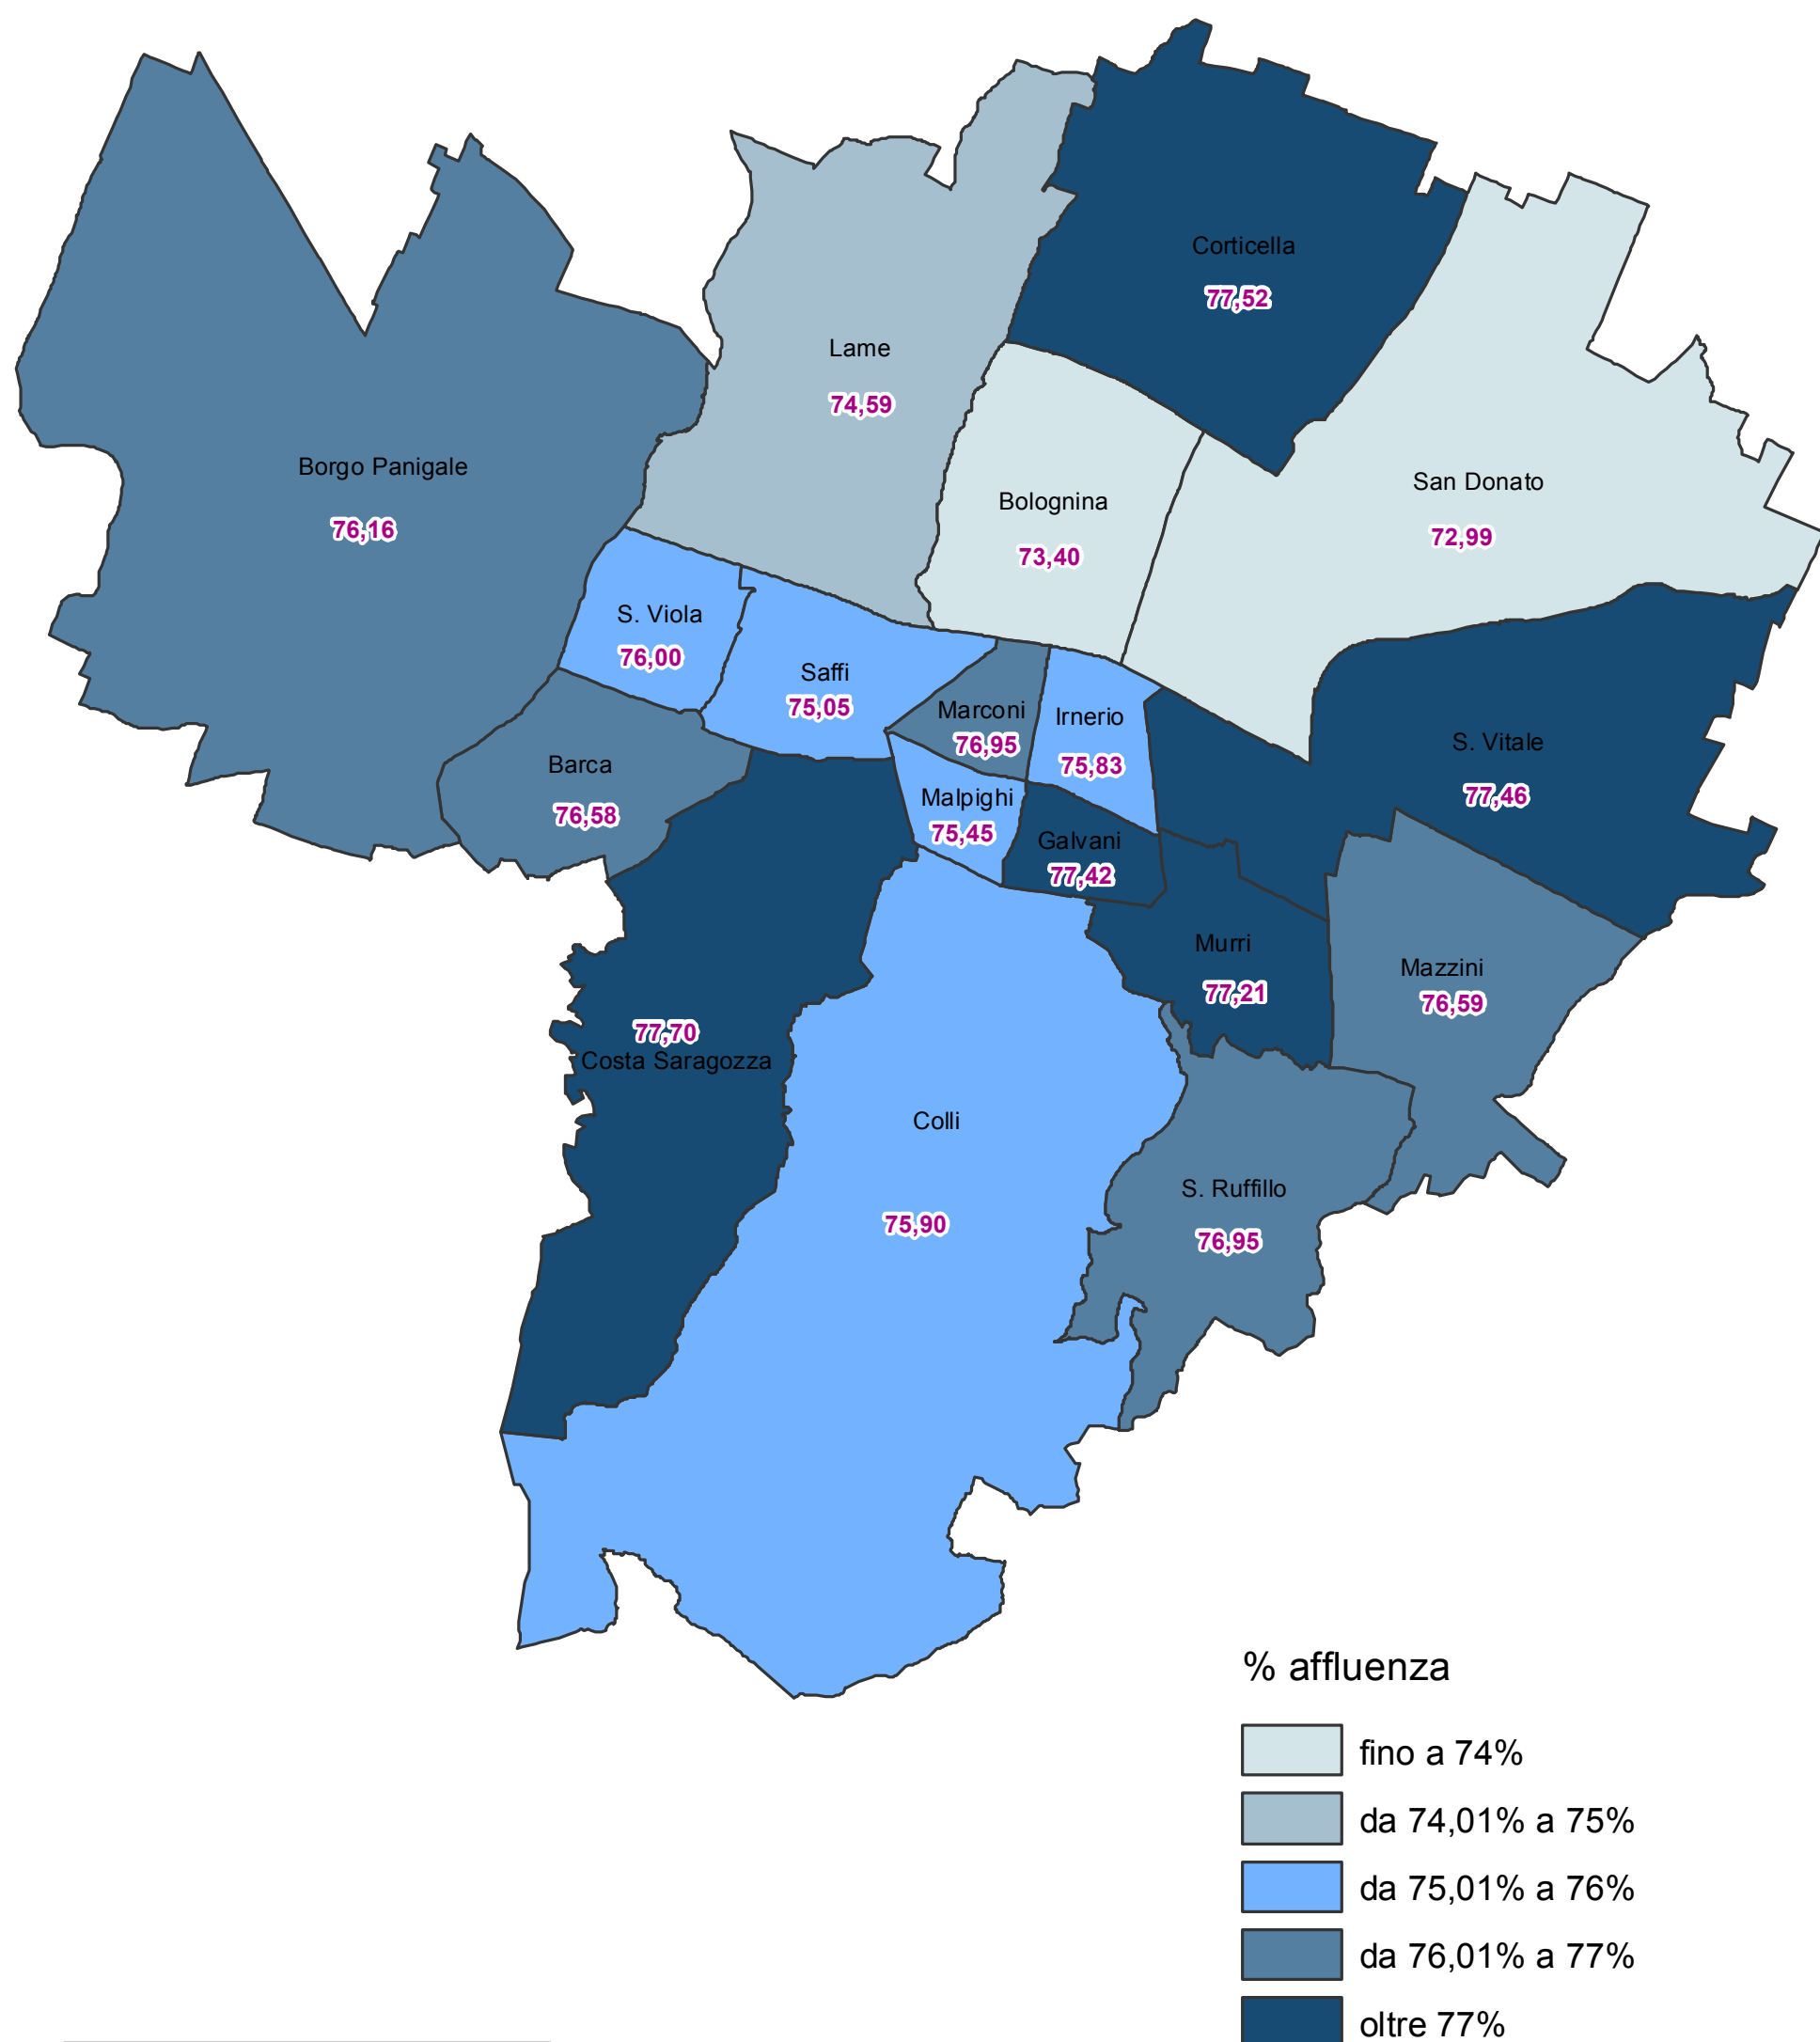 Corticella
77,52
Lame
74,59
Borgo Panigale
76,16
San Donato
72,99
Bolognina
73,40
S. Viola
76,00
Saffi
75,05
Marconi
76,95
Irnerio
75,83
S. Vitale
77,46
Barca
76,58
Malpighi
75,45
Galvani
77,42
Murri
77,21
Mazzini
76,59
77,70
Costa Saragozza
Colli
75,90
S. Ruffillo
76,95
% affluenza
fino a 74%
da 74,01% a 75%
da 75,01% a 76%
da 76,01% a 77%
oltre 77%